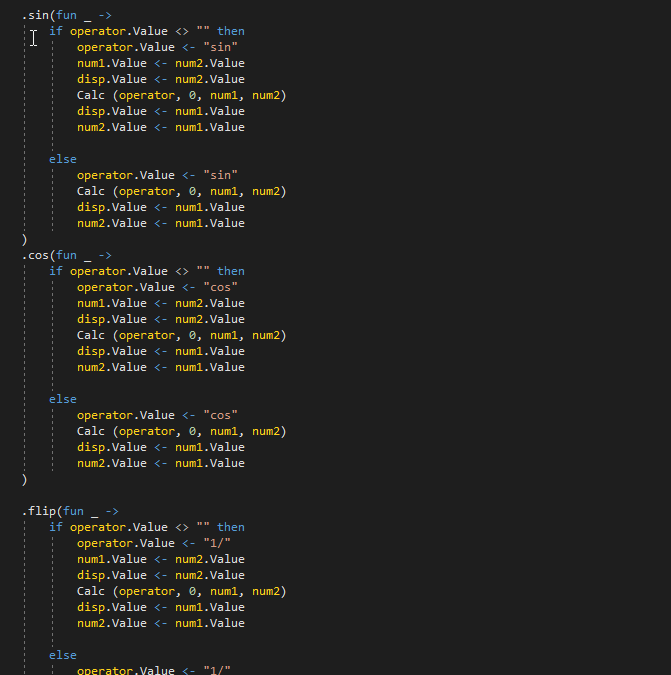 .sin(fun _ ->
if operator.Value <> "" then
operator.Value <- "sin"
num1.Value <- num2.Value
disp.Value <- num2.Value
Calc (operator, 0, num1, num2)
disp.Value <- num1.Value
num2.Value <- num1.Value
else
operator.Value <- "sin"
Calc (operator, 0, num1, num2)
disp.Value <- num1.Value
num2.Value <- num1.Value
)
.cos(fun _ ->
if operator.Value <> "" then
operator.Value <- "cos"
num1.Value <- num2.Value
disp.Value <- num2.Value
Calc (operator, 0, num1, num2)
disp.Value <- num1.Value
num2.Value <- num1.Value
else
operator.Value <- "cos"
Calc (operator, 0, num1, num2)
disp.Value <- num1.Value
num2.Value <- num1.Value
)
.flip(fun _ ->
if operator.Value <> "" then
operator.Value <- "1/"
num1.Value <- num2.Value
disp.Value <- num2.Value
Calc (operator, 0, num1, num2)
disp.Value <- num1.Value
num2.Value <- num1.Value
else
operator.Value <- "1/"